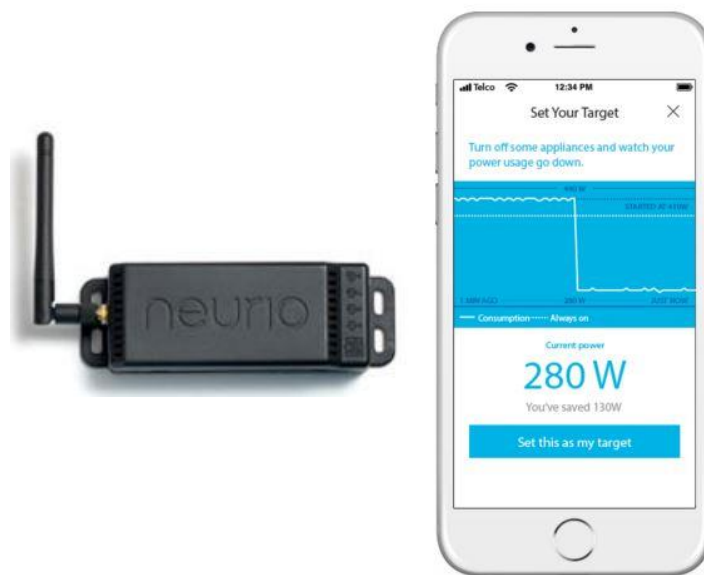 neurio
Telco
12:34 PM
Set Your Target
Turn off some appliances and watch your
power usage go down.
STARTED AT 410W
1 MIN AGO
280 W
JUST NOW
Consumption
Always on
Current power
280 W
You've saved 130W
Set this as my target